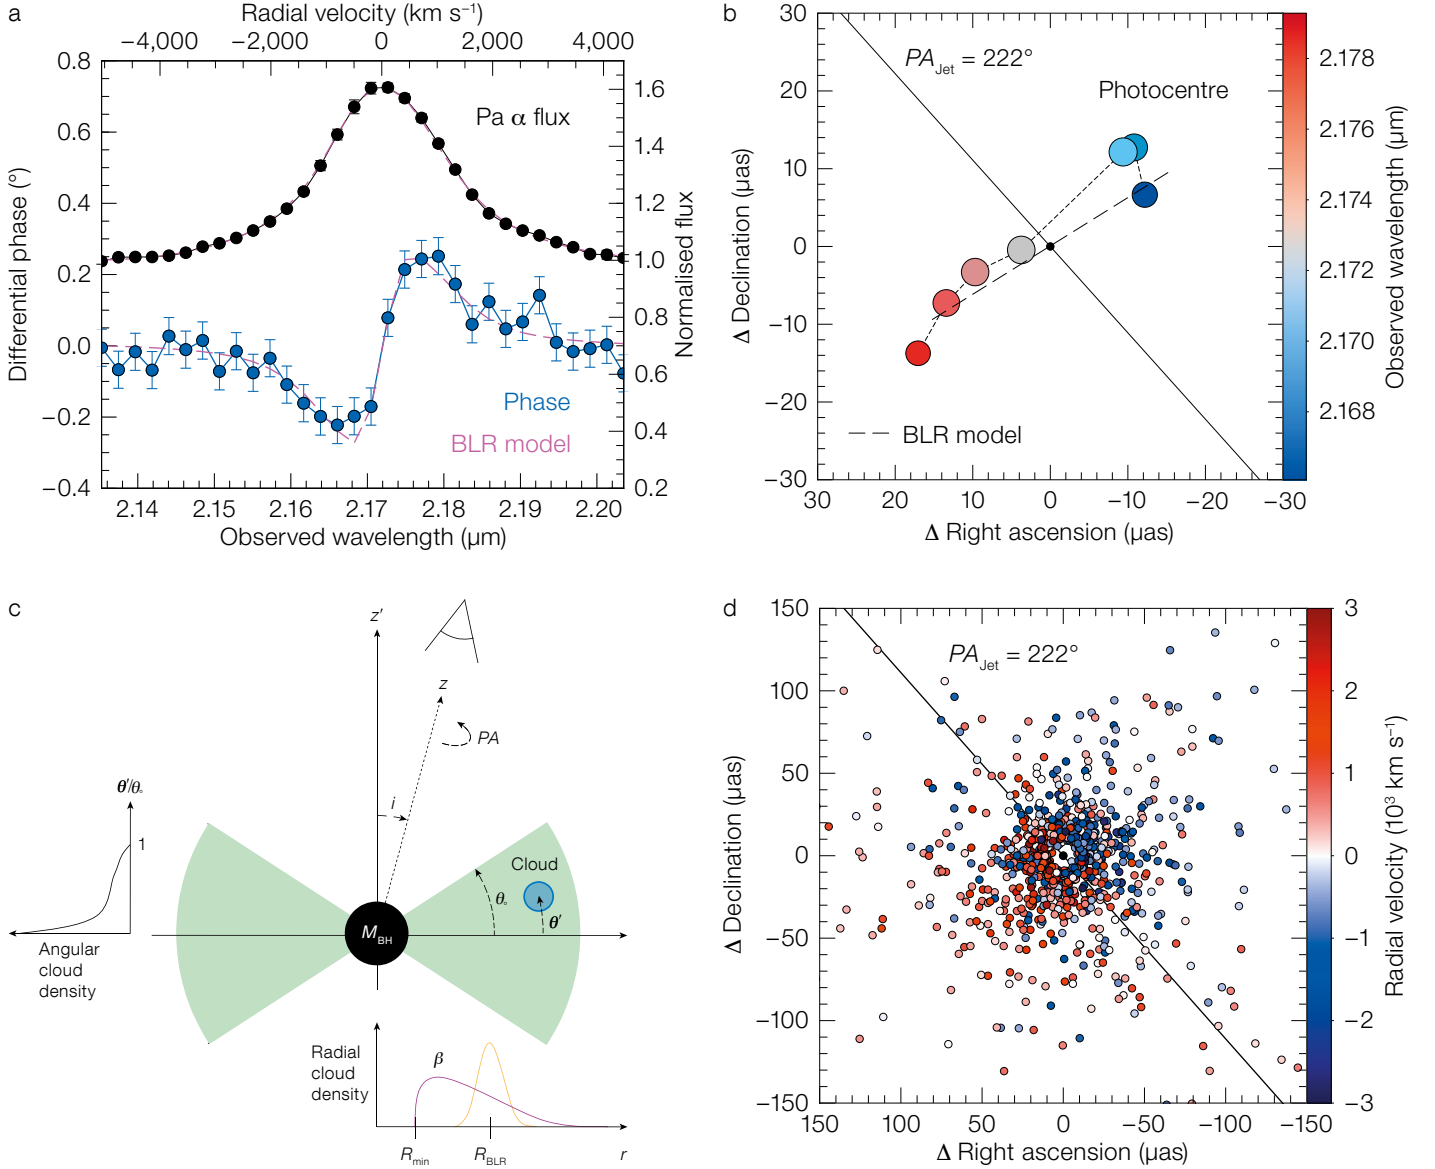 a
Radial velocity (km s⁻¹)
−4,000 −2,000 0 2,000 4,000
0.8
0.6
0.4
0.2
0.0
−0.2
−0.4
Differential phase (°)
Pa α flux
Phase
BLR model
1.6
1.4
1.2
1.0
0.8
0.6
0.4
0.2
Normalised flux
2.14 2.15 2.16 2.17 2.18 2.19 2.20
Observed wavelength (µm)
b
30
20
10
0
−10
−20
−30
Δ Declination (µas)
PA_Jet = 222°
Photocentre
BLR model
30 20 10 0 −10 −20 −30
Δ Right ascension (µas)
2.178
2.176
2.174
2.172
2.170
2.168
Observed wavelength (µm)
c
z′
z
PA
i
θ′/θ₀
1
Angular
cloud
density
M_BH
Cloud
θ₀
θ′
Radial
cloud
density
β
R_min R_BLR r
d
150
100
50
0
−50
−100
−150
Δ Declination (µas)
PA_Jet = 222°
150 100 50 0 −50 −100 −150
Δ Right ascension (µas)
3
2
1
0
−1
−2
−3
Radial velocity (10³ km s⁻¹)